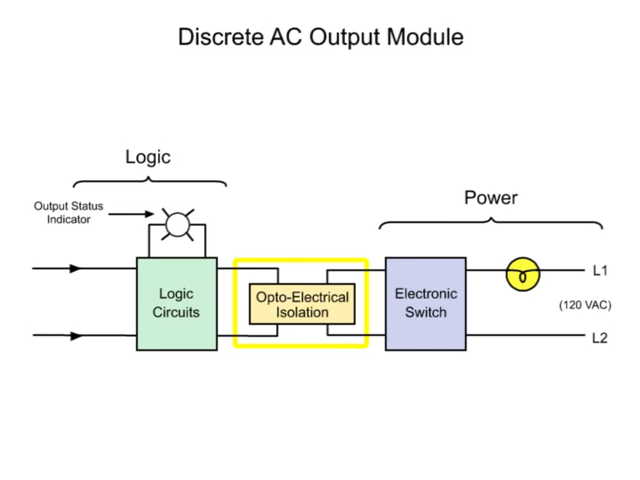 Discrete AC Output Module
Logic
Output Status
Indicator
Power
Logic
Circuits
Opto-Electrical
Isolation
Electronic
Switch
L1
(120 VAC)
L2